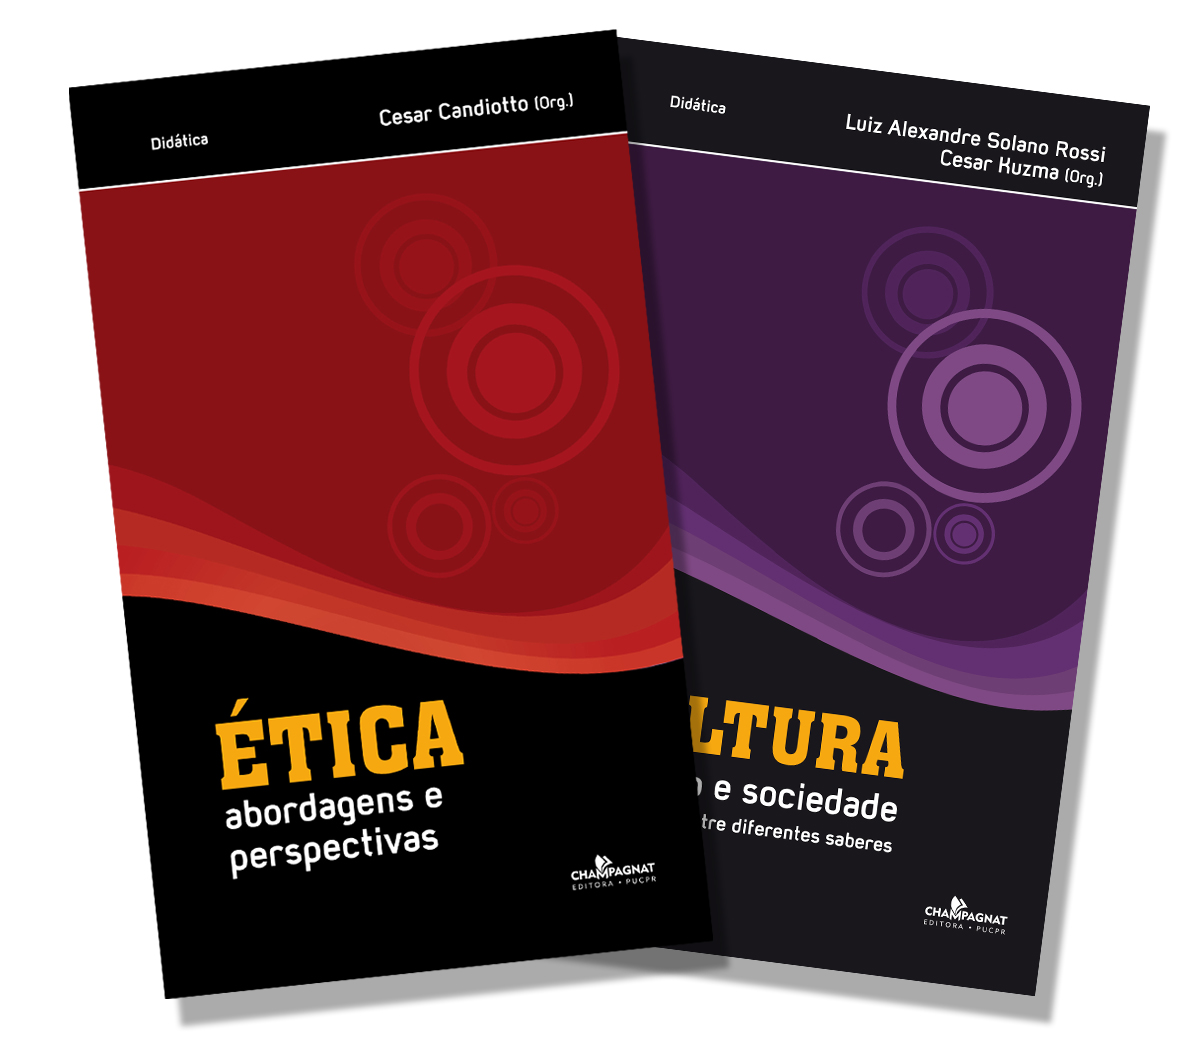 Didática
Cesar Candiotto (Org.)
ÉTICA
abordagens e
perspectivas
CHAMPAGNAT
EDITORA • PUCPR
Didática
Luiz Alexandre Solano Rossi
Cesar Kuzma (Org.)
LTURA
e sociedade
tre diferentes saberes
CHAMPAGNAT
EDITORA • PUCPR